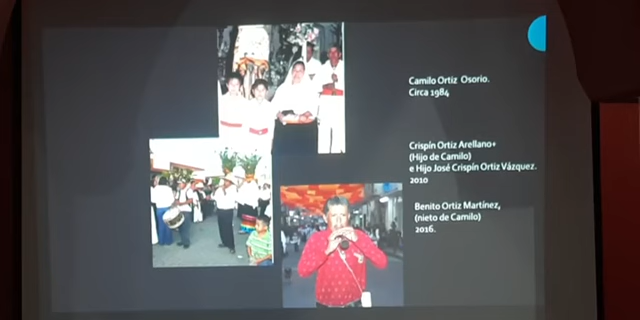 Camilo Ortiz Osorio.
Circa 1984
Crispín Ortiz Arellano+
(Hijo de Camilo)
e Hijo José Crispín Ortiz Vázquez.
2010
Benito Ortiz Martínez,
(nieto de Camilo)
2016.